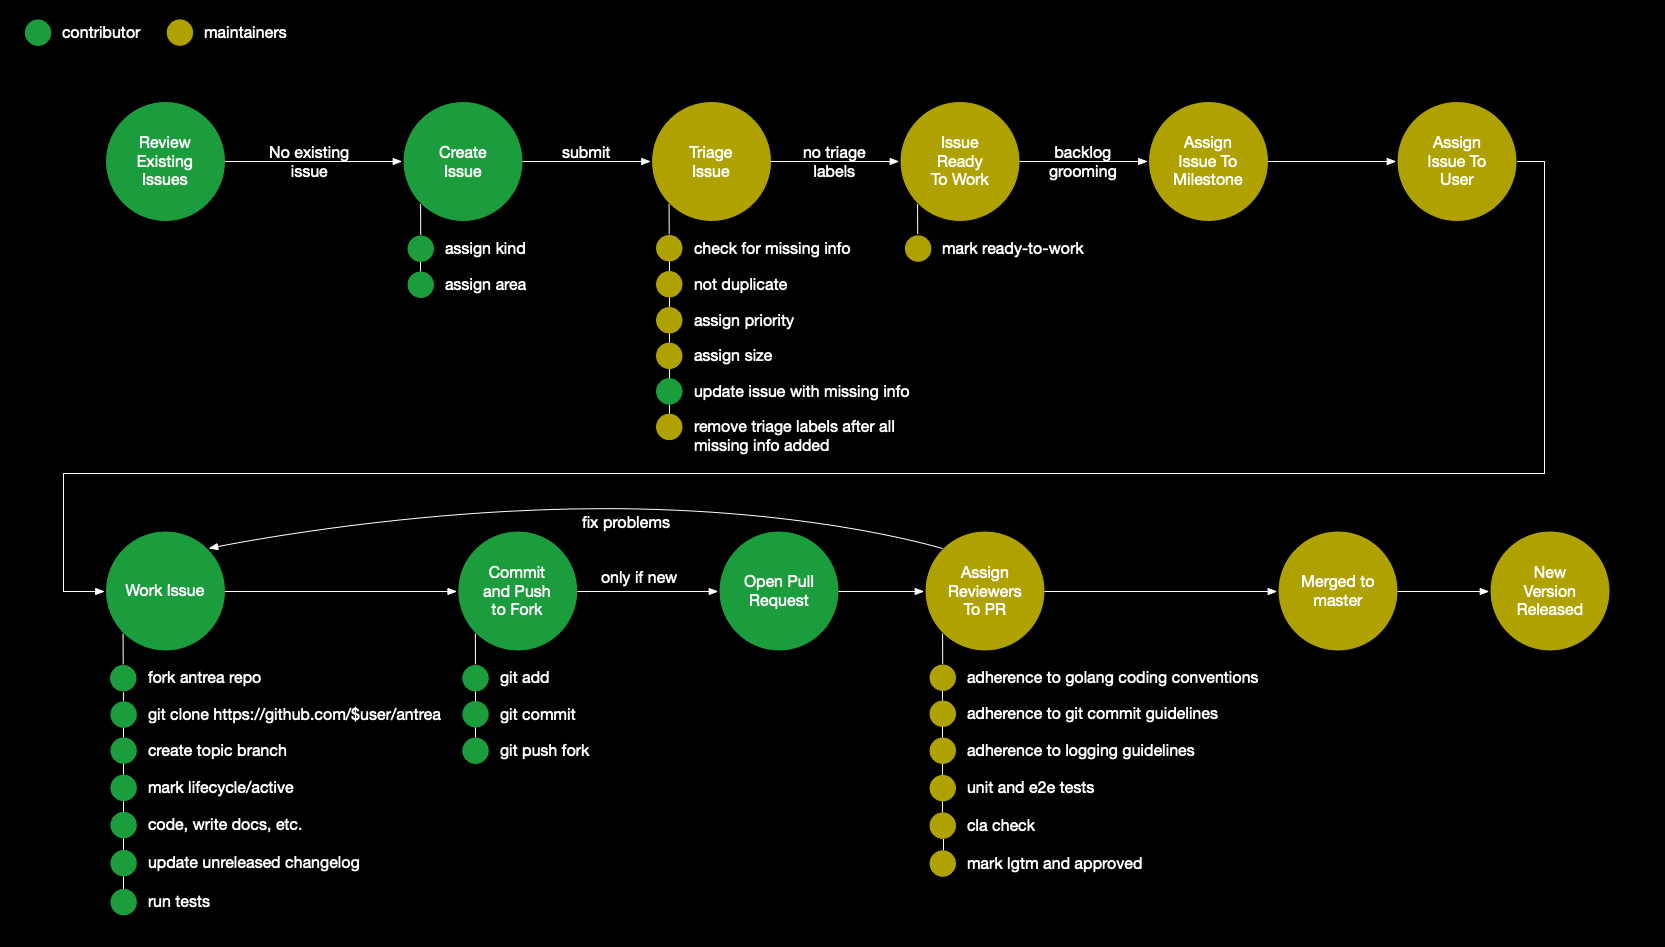 contributor
maintainers
Review
Existing
Issues
No existing
issue
Create
Issue
submit
Triage
Issue
no triage
labels
Issue
Ready
To Work
backlog
grooming
Assign
Issue To
Milestone
Assign
Issue To
User
assign kind
assign area
check for missing info
not duplicate
assign priority
assign size
update issue with missing info
remove triage labels after all
missing info added
mark ready-to-work
fix problems
Work Issue
Commit
and Push
to Fork
only if new
Open Pull
Request
Assign
Reviewers
To PR
Merged to
master
New
Version
Released
fork antrea repo
git clone https://github.com/$user/antrea
create topic branch
mark lifecycle/active
code, write docs, etc.
update unreleased changelog
run tests
git add
git commit
git push fork
adherence to golang coding conventions
adherence to git commit guidelines
adherence to logging guidelines
unit and e2e tests
cla check
mark lgtm and approved